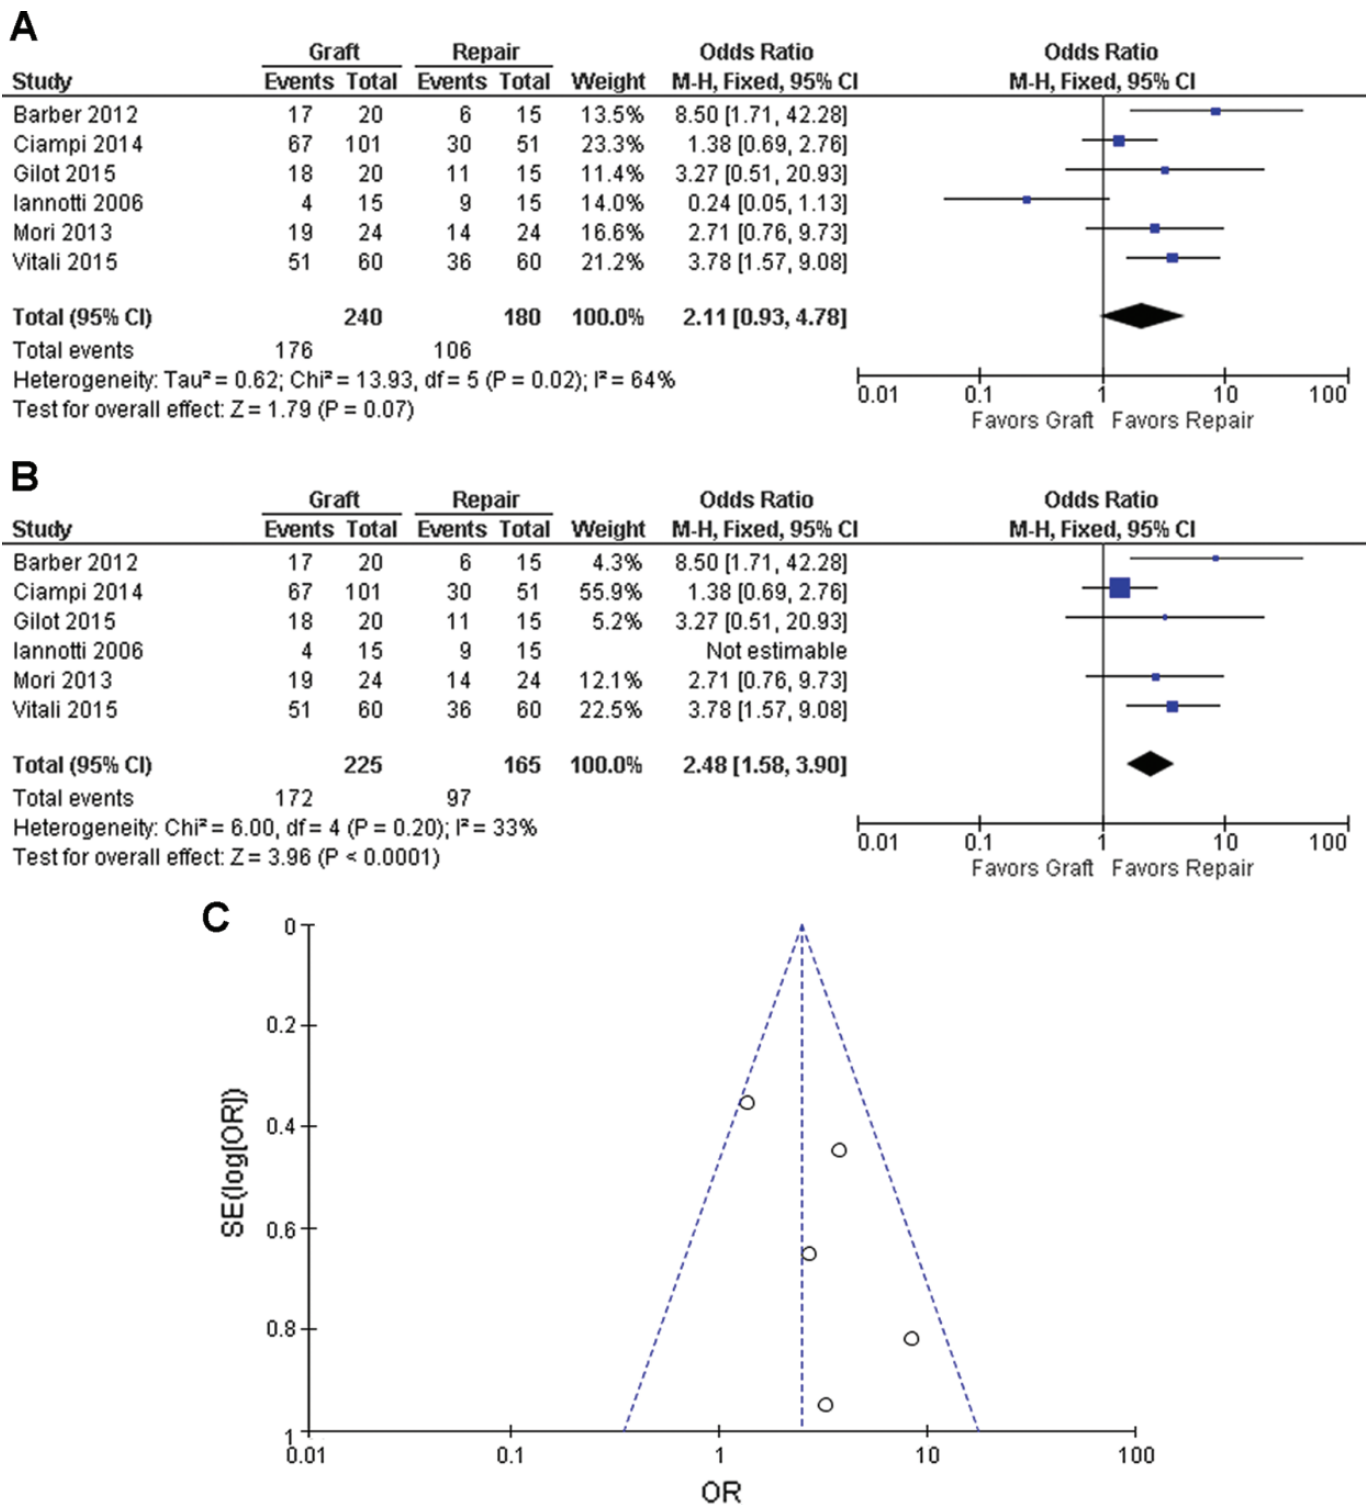 A
Graft Repair Odds Ratio Odds Ratio
Study Events Total Events Total Weight M-H, Fixed, 95% CI M-H, Fixed, 95% CI
Barber 2012 17 20 6 15 13.5% 8.50 [1.71, 42.28]
Ciampi 2014 67 101 30 51 23.3% 1.38 [0.69, 2.76]
Gilot 2015 18 20 11 15 11.4% 3.27 [0.51, 20.93]
Iannotti 2006 4 15 9 15 14.0% 0.24 [0.05, 1.13]
Mori 2013 19 24 14 24 16.6% 2.71 [0.76, 9.73]
Vitali 2015 51 60 36 60 21.2% 3.78 [1.57, 9.08]
Total (95% CI) 240 180 100.0% 2.11 [0.93, 4.78]
Total events 176 106
Heterogeneity: Tau² = 0.62; Chi² = 13.93, df = 5 (P = 0.02); I² = 64%
Test for overall effect: Z = 1.79 (P = 0.07)
0.01 0.1 1 10 100
Favors Graft Favors Repair
B
Graft Repair Odds Ratio Odds Ratio
Study Events Total Events Total Weight M-H, Fixed, 95% CI M-H, Fixed, 95% CI
Barber 2012 17 20 6 15 4.3% 8.50 [1.71, 42.28]
Ciampi 2014 67 101 30 51 55.9% 1.38 [0.69, 2.76]
Gilot 2015 18 20 11 15 5.2% 3.27 [0.51, 20.93]
Iannotti 2006 4 15 9 15 Not estimable
Mori 2013 19 24 14 24 12.1% 2.71 [0.76, 9.73]
Vitali 2015 51 60 36 60 22.5% 3.78 [1.57, 9.08]
Total (95% CI) 225 165 100.0% 2.48 [1.58, 3.90]
Total events 172 97
Heterogeneity: Chi² = 6.00, df = 4 (P = 0.20); I² = 33%
Test for overall effect: Z = 3.96 (P < 0.0001)
0.01 0.1 1 10 100
Favors Graft Favors Repair
C
SE(log[OR])
0
0.2
0.4
0.6
0.8
1
0.01 0.1 1 10 100
OR